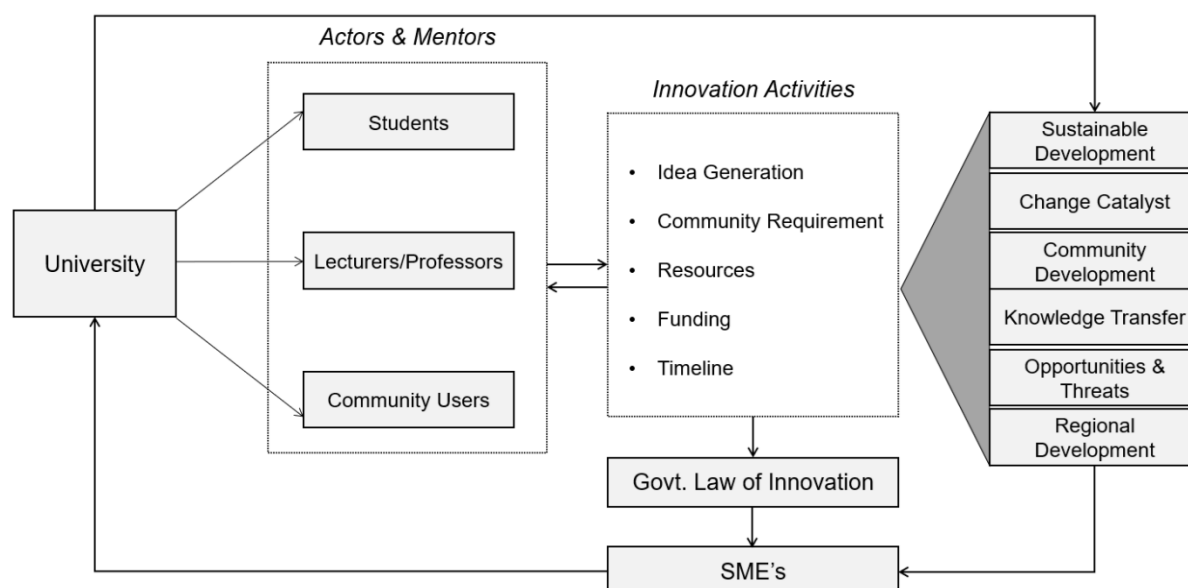 Actors & Mentors
Students
Lecturers/Professors
Community Users
University
Innovation Activities
• Idea Generation
• Community Requirement
• Resources
• Funding
• Timeline
Govt. Law of Innovation
SME's
Sustainable
Development
Change Catalyst
Community
Development
Knowledge Transfer
Opportunities &
Threats
Regional
Development